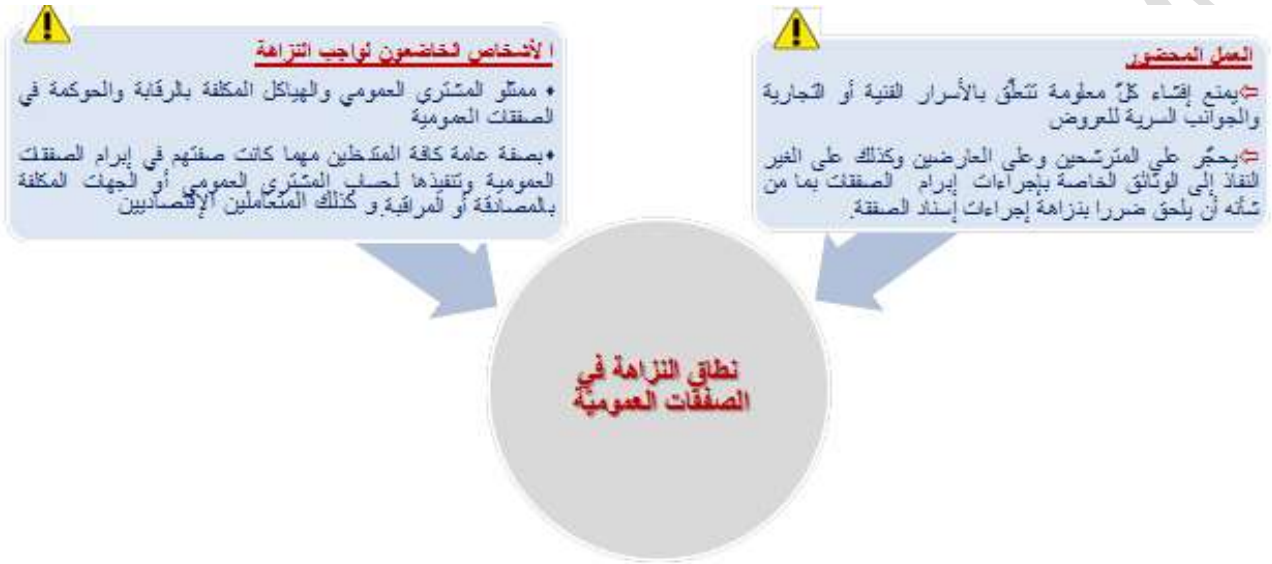 العمل المحضور
⇦يمنع إفشاء كلّ معلومة تتعلّق بالأسرار الفنية أو التجارية
والجوانب السرية للعروض
⇦يحجّر على المترشحين وعلى العارضين وكذلك على الغير
النفاذ إلى الوثائق الخاصة بإجراءات إبرام الصفقات بما من
شأنه أن يلحق ضررا بنزاهة إجراءات إسناد الصفقة.
ا لأشخاص الخاضعون لواجب النزاهة
• ممثلو المشتري العمومي والهياكل المكلفة بالرقابة والحوكمة في
الصفقات العمومية
•بصفة عامة كافة المتدخلين مهما كانت صفتهم في إبرام الصفقات
العمومية وتنفيذها لحساب المشتري العمومي أو الجهات المكلفة
بالمصادقة أو المراقبة و كذلك المتعاملين الإقتصاديين
نطاق النزاهة في
الصفقات العموميّة